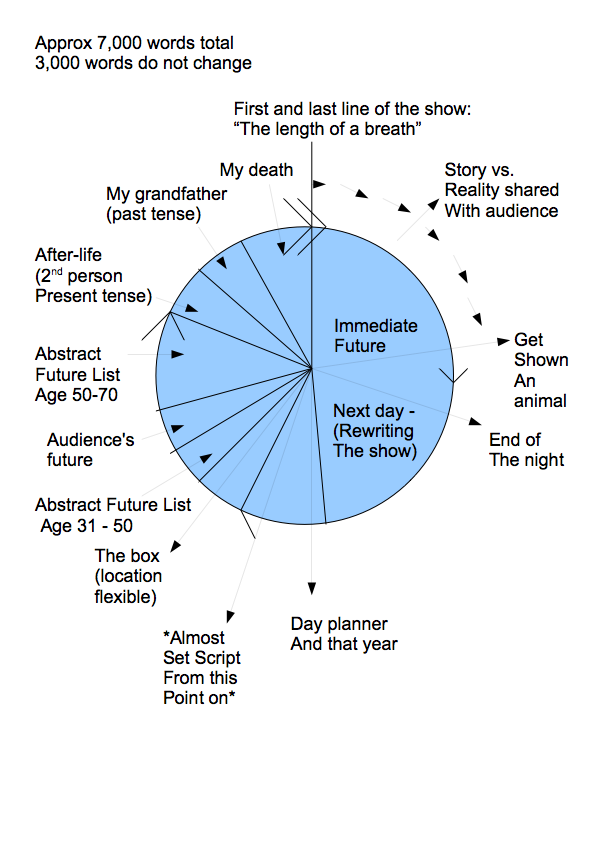 Approx 7,000 words total
3,000 words do not change
First and last line of the show:
“The length of a breath”
My death
Story vs.
Reality shared
With audience
My grandfather
(past tense)
After-life
(2nd person
Present tense)
Immediate
Future
Get
Shown
An
animal
Abstract
Future List
Age 50-70
Next day -
(Rewriting
The show)
End of
The night
Audience's
future
Abstract Future List
Age 31 - 50
The box
(location
flexible)
Day planner
And that year
*Almost
Set Script
From this
Point on*